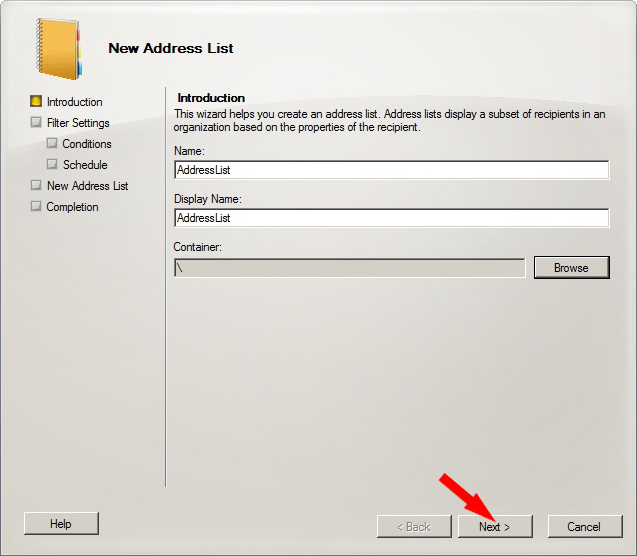 New Address List
Introduction
Filter Settings
Conditions
Schedule
New Address List
Completion
Introduction
This wizard helps you create an address list. Address lists display a subset of recipients in an
organization based on the properties of the recipient.
Name:
AddressList
Display Name:
AddressList
Container:
\
Browse
Help
< Back
Next >
Cancel